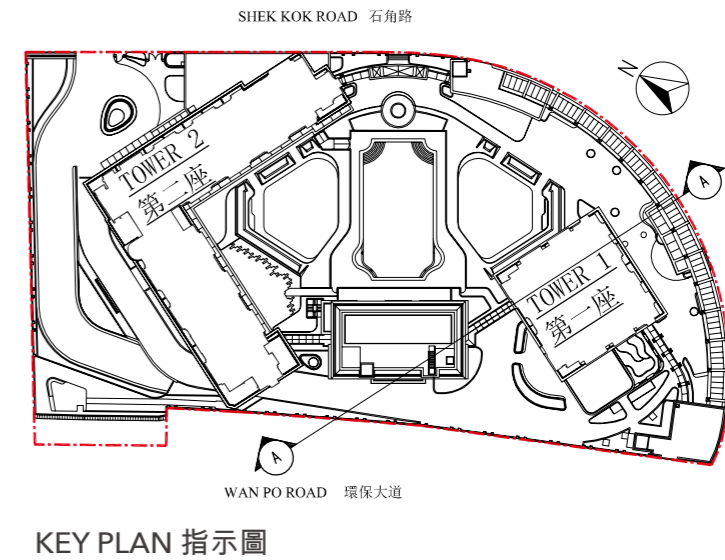 SHEK KOK ROAD 石角路
N
TOWER 2
第二座
A
TOWER 1
第一座
A
WAN PO ROAD 環保大道
KEY PLAN 指示圖